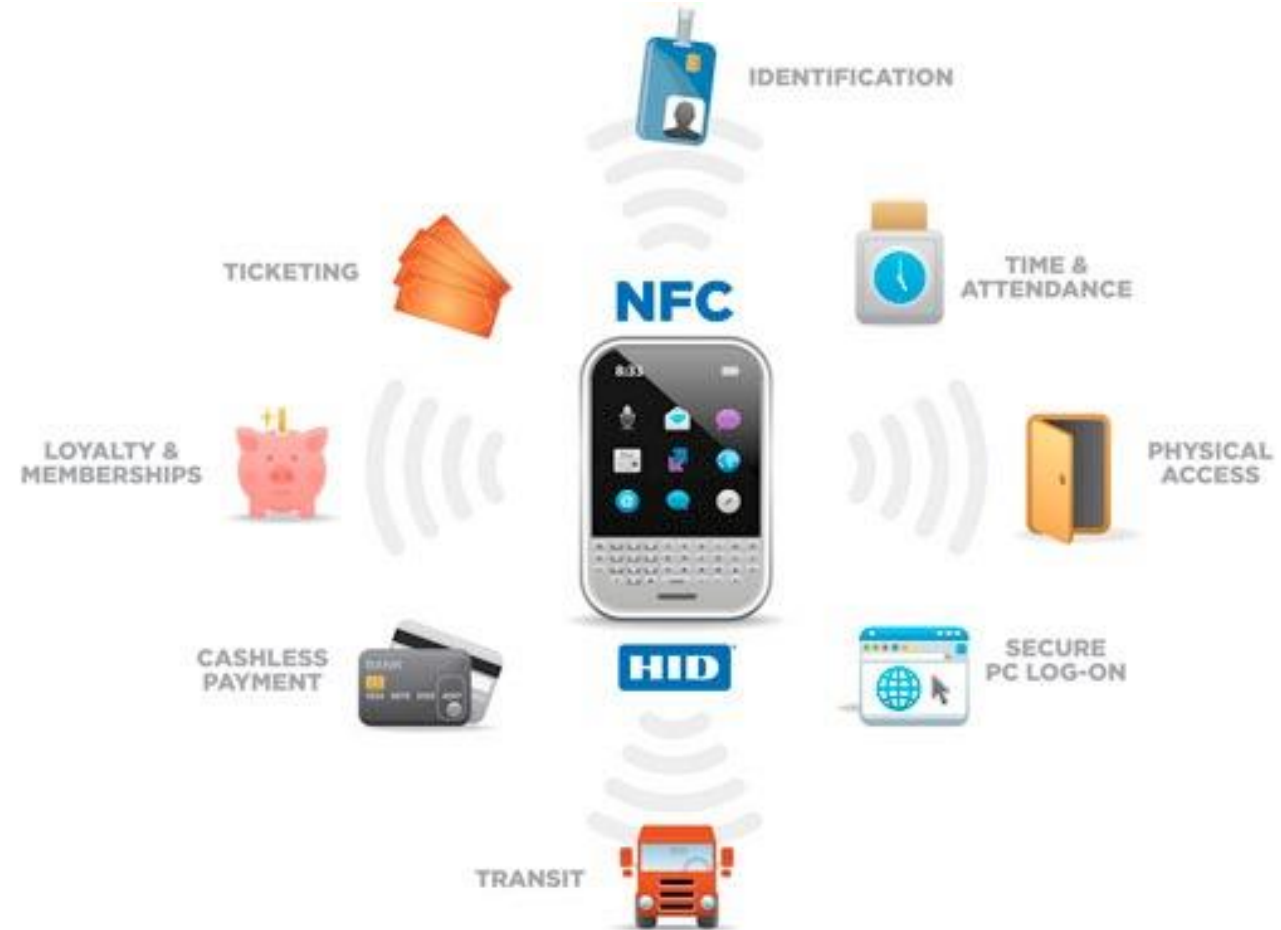 IDENTIFICATION
TICKETING
TIME &
ATTENDANCE
NFC
8:33
LOYALTY &
MEMBERSHIPS
PHYSICAL
ACCESS
CASHLESS
PAYMENT
BANK
HID
SECURE
PC LOG-ON
TRANSIT